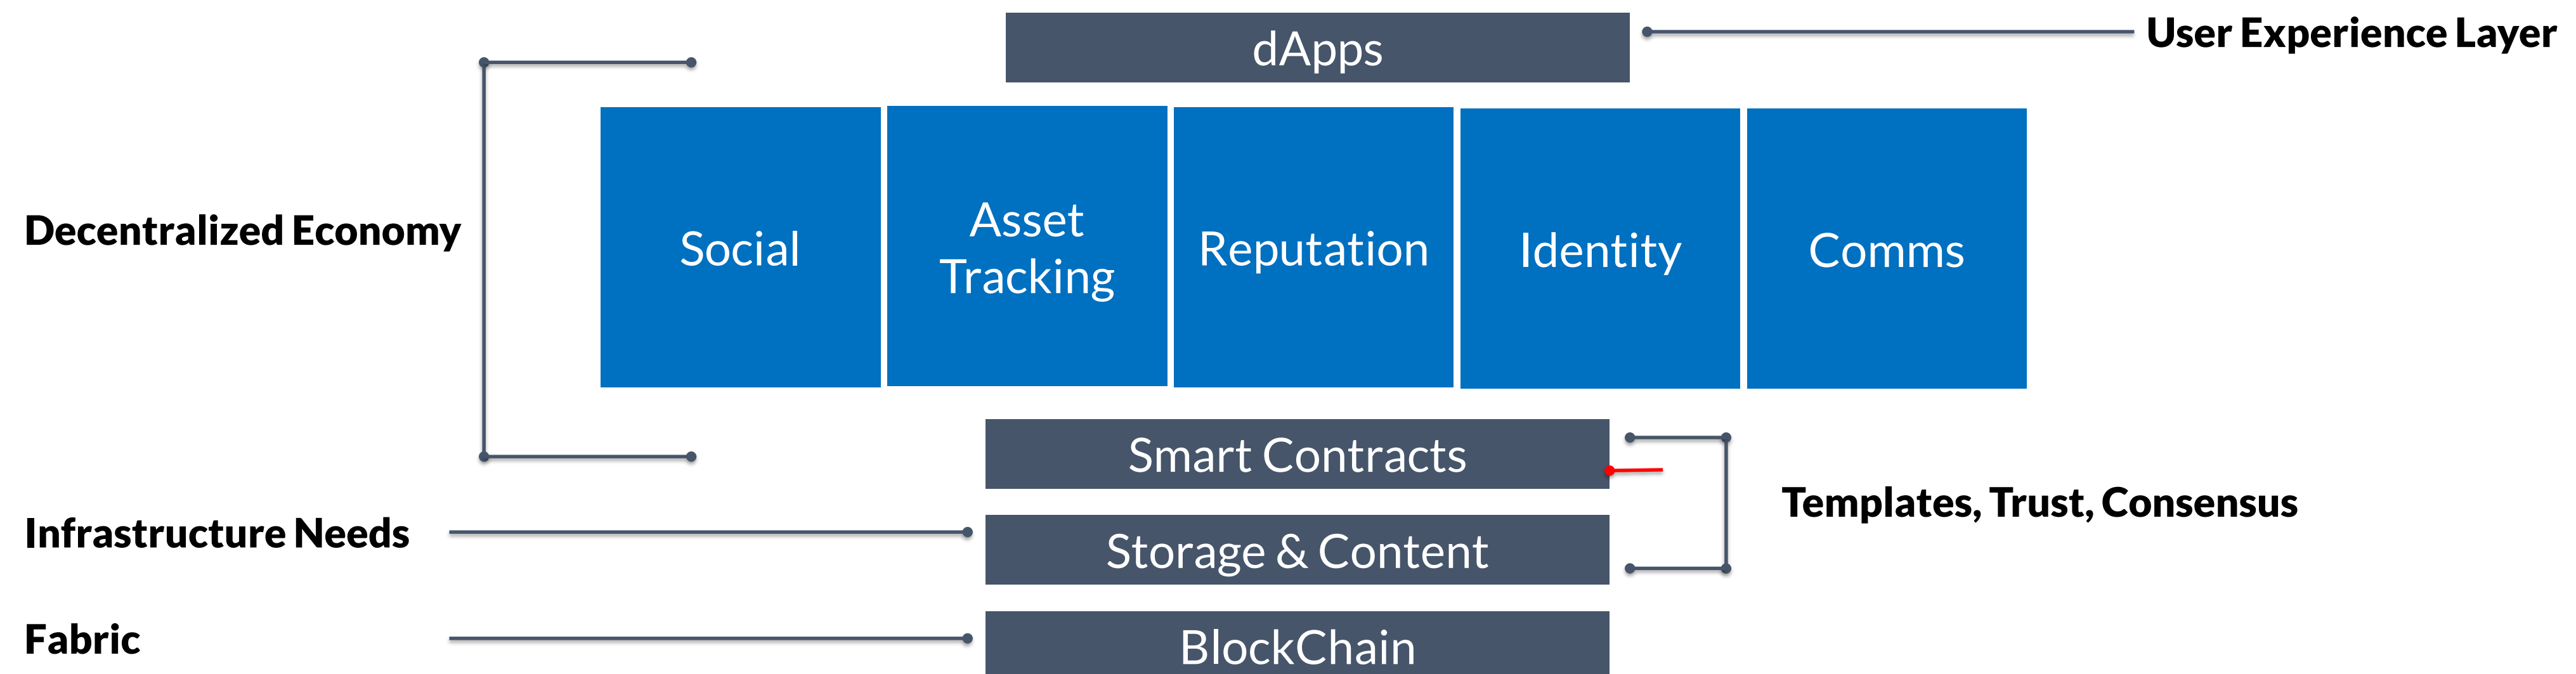 dApps
User Experience Layer
Decentralized Economy
Social
Asset
Tracking
Reputation
Identity
Comms
Smart Contracts
Templates, Trust, Consensus
Infrastructure Needs
Storage & Content
Fabric
BlockChain